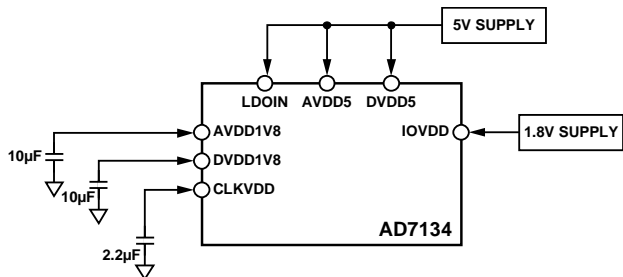 5V SUPPLY
LDOIN AVDD5 DVDD5
AVDD1V8
IOVDD
1.8V SUPPLY
10µF
DVDD1V8
10µF
CLKVDD
AD7134
2.2µF